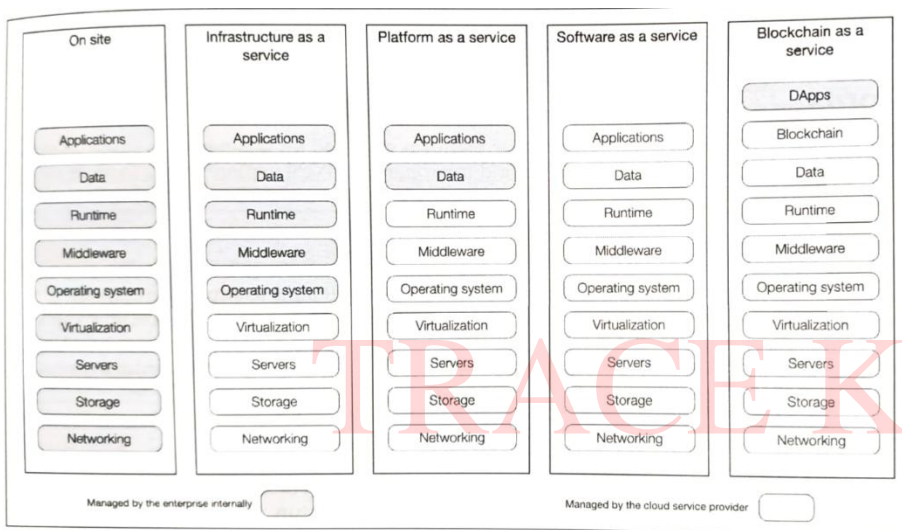 On site
Applications
Data
Runtime
Middleware
Operating system
Virtualization
Servers
Storage
Networking
Infrastructure as a
service
Applications
Data
Runtime
Middleware
Operating system
Virtualization
Servers
Storage
Networking
Platform as a service
Applications
Data
Runtime
Middleware
Operating system
Virtualization
Servers
Storage
Networking
Software as a service
Applications
Data
Runtime
Middleware
Operating system
Virtualization
Servers
Storage
Networking
Blockchain as a
service
DApps
Blockchain
Data
Runtime
Middleware
Operating system
Virtualization
Servers
Storage
Networking
Managed by the enterprise internally
Managed by the cloud service provider
TRACE K